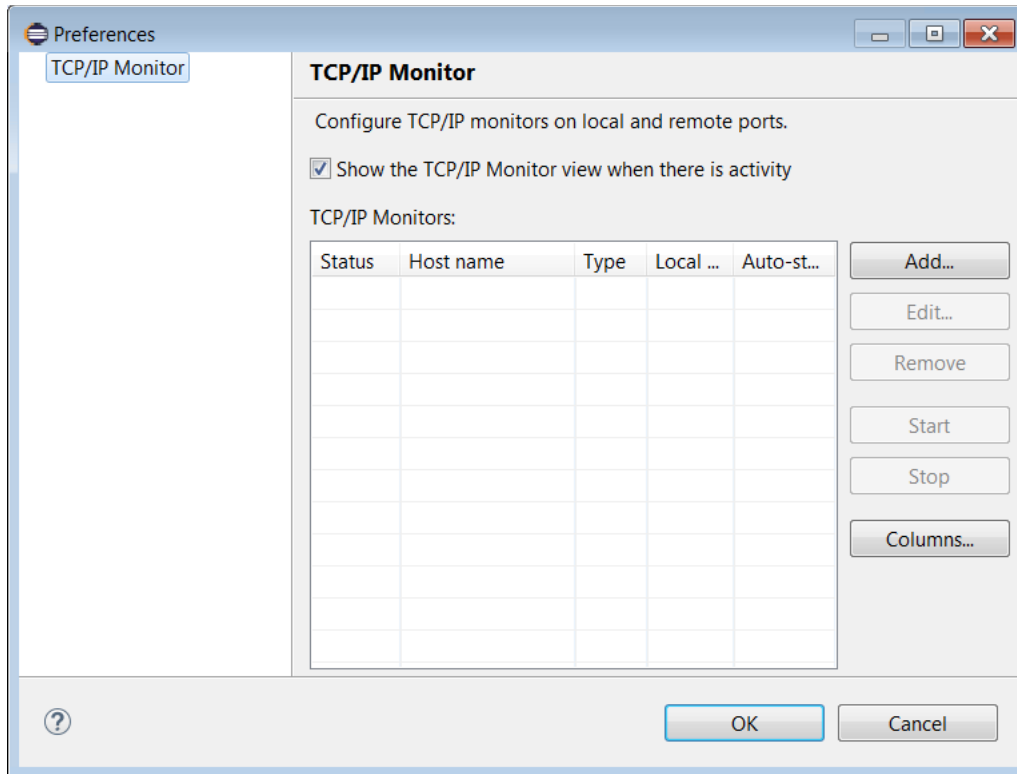 Preferences
TCP/IP Monitor
TCP/IP Monitor
Configure TCP/IP monitors on local and remote ports.
Show the TCP/IP Monitor view when there is activity
TCP/IP Monitors:
Status Host name Type Local ... Auto-st...
Add...
Edit...
Remove
Start
Stop
Columns...
?
OK Cancel